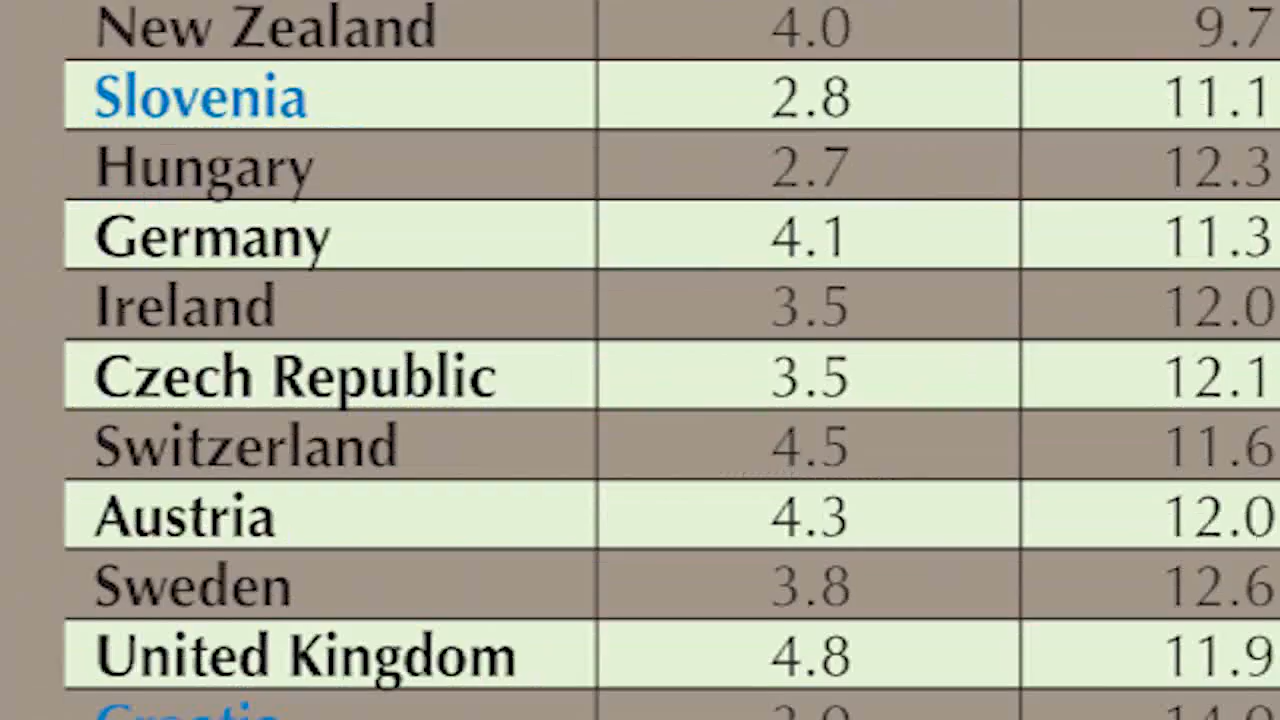 New Zealand 4.0 9.7
Slovenia 2.8 11.1
Hungary 2.7 12.3
Germany 4.1 11.3
Ireland 3.5 12.0
Czech Republic 3.5 12.1
Switzerland 4.5 11.6
Austria 4.3 12.0
Sweden 3.8 12.6
United Kingdom 4.8 11.9